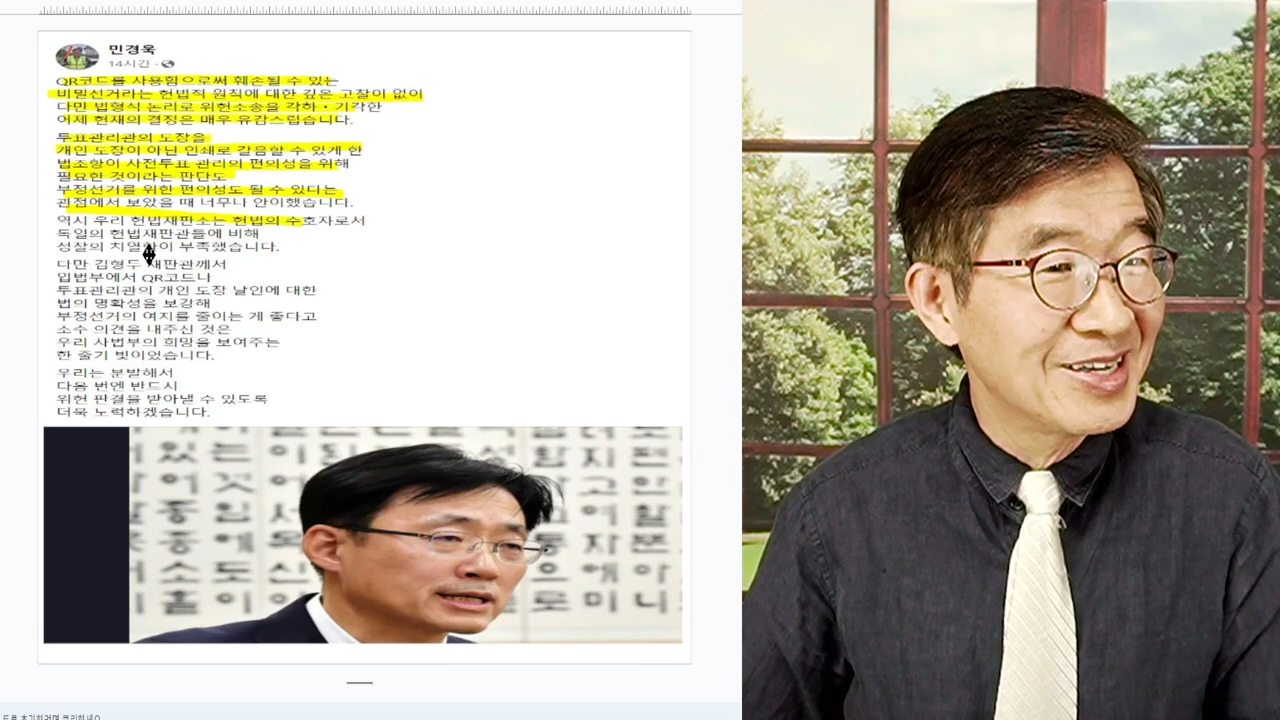 민경욱
14시간 ·
QR코드를 사용함으로써 훼손될 수 있는
비밀선거라는 헌법적 원칙에 대한 깊은 고찰이 없이
다만 법형식 논리로 위헌소송을 각하·기각한
어제 헌재의 결정은 매우 유감스럽습니다.
투표관리관의 도장을
개인 도장이 아닌 인쇄로 갈음할 수 있게 한
법조항이 사전투표 관리의 편의성을 위해
필요한 것이라는 판단도
부정선거를 위한 편의성도 될 수 있다는
관점에서 보았을 때 너무나 안이했습니다.
역시 우리 헌법재판소는 헌법의 수호자로서
독일의 헌법재판관들에 비해
성찰의 이 부족했습니다.
다만 김형두 재판관께서
입법부에서 QR코드나
투표관리관의 개인 도장 날인에 대한
법의 명확성을 보강해
부정선거의 여지를 줄이는 게 좋다고
소수 의견을 내주신 것은
우리 사법부의 희망을 보여주는
한 줄기 빛이었습니다.
우리는 분발해서
다음 번엔 반드시
위헌 판결을 받아낼 수 있도록
더욱 노력하겠습니다.